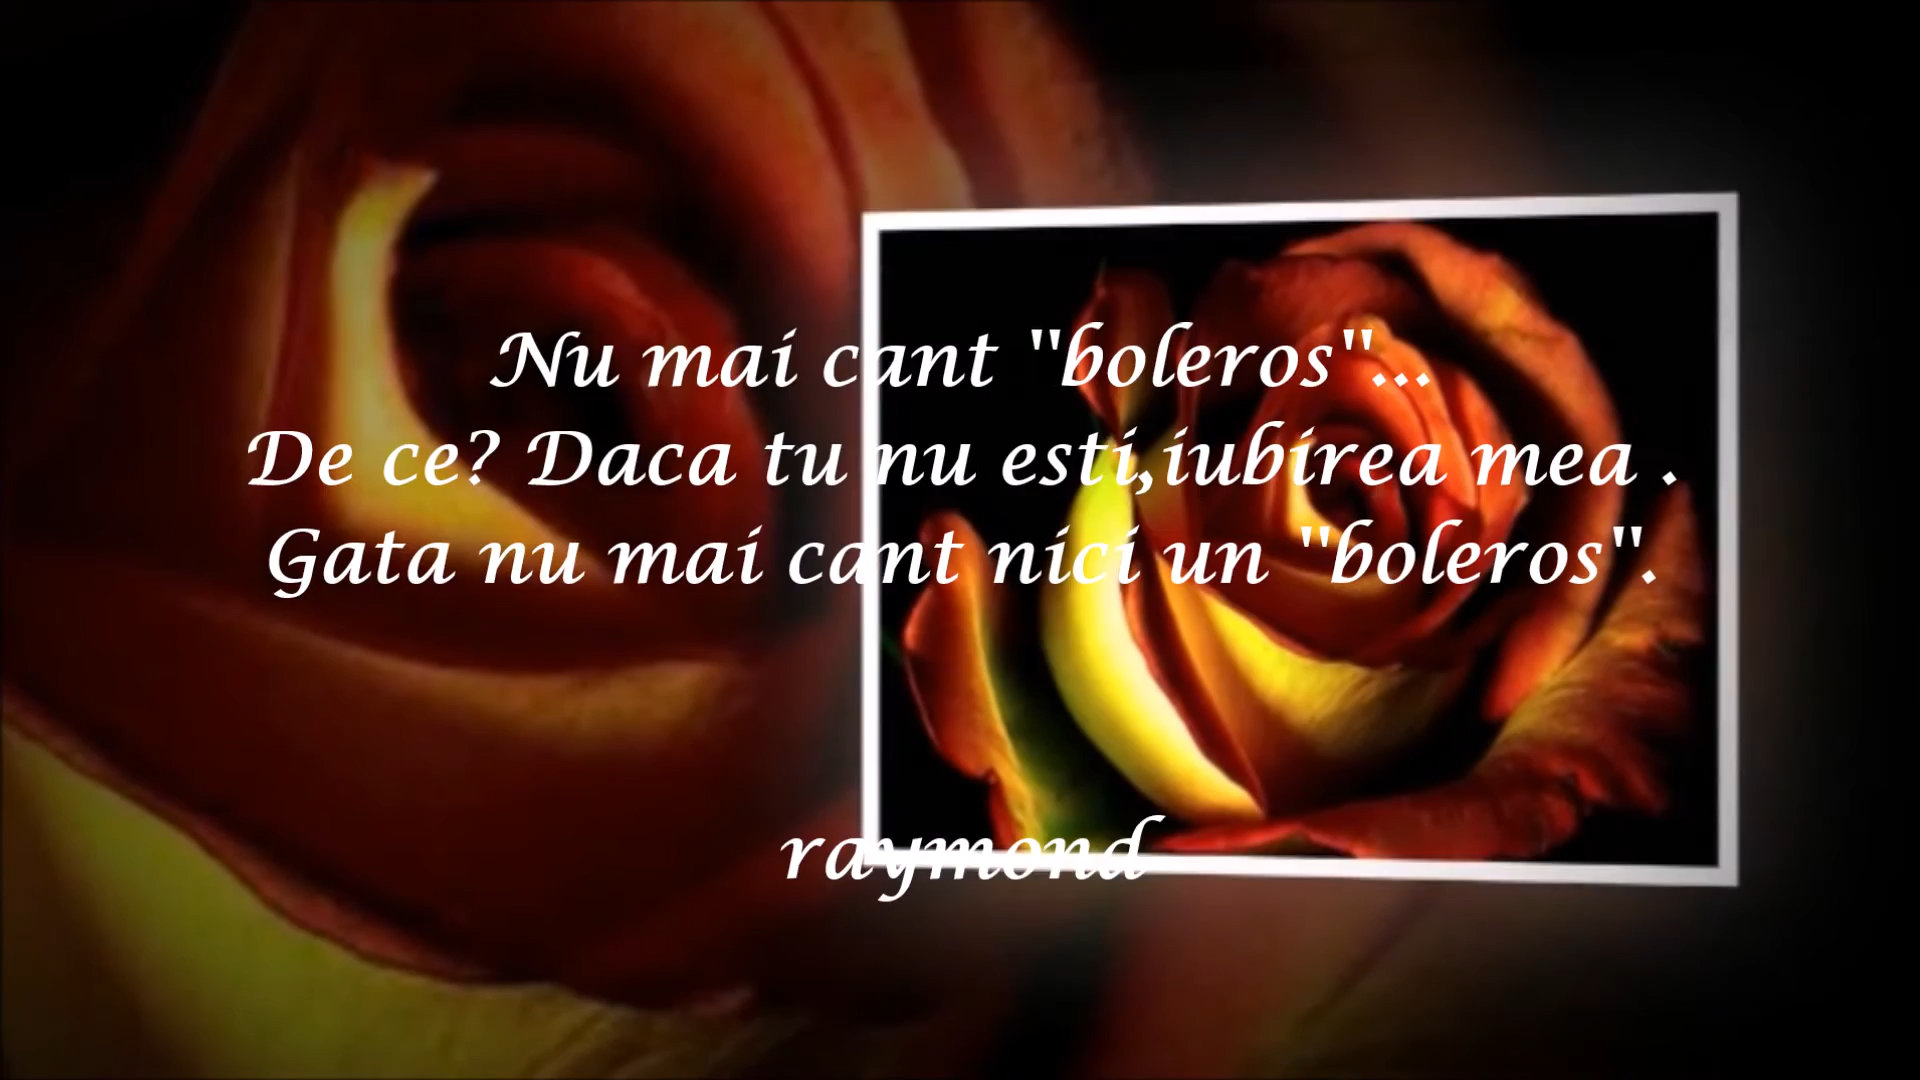 Nu mai cant "boleros"...
De ce? Daca tu nu esti,iubirea mea .
Gata nu mai cant nici un "boleros".
raymond